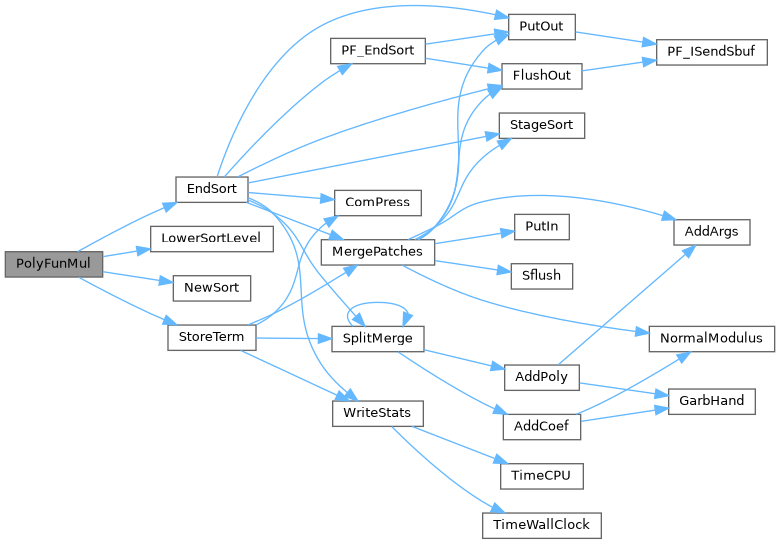 PolyFunMul
EndSort
LowerSortLevel
NewSort
StoreTerm
PF_EndSort
ComPress
MergePatches
SplitMerge
WriteStats
PutOut
FlushOut
StageSort
PutIn
Sflush
AddPoly
AddCoef
TimeCPU
TimeWallClock
PF_ISendSbuf
AddArgs
NormalModulus
GarbHand